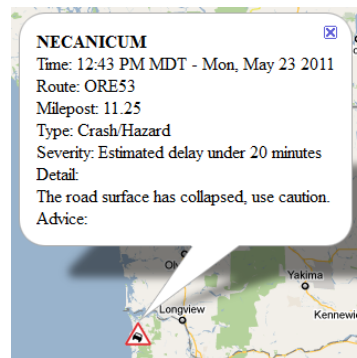 NECANICUM
Time: 12:43 PM MDT - Mon, May 23 2011
Route: ORE53
Milepost: 11.25
Type: Crash/Hazard
Severity: Estimated delay under 20 minutes
Detail:
The road surface has collapsed, use caution.
Advice:
Yakima
Longview